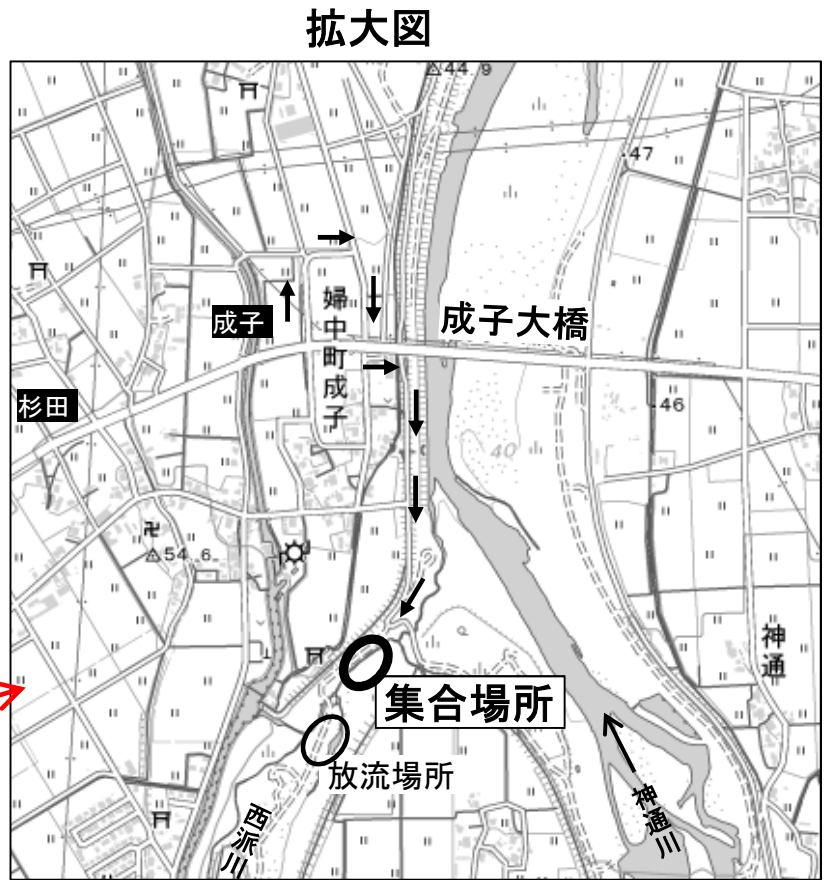 拡大図
44.9
47
成子
婦中町成子
成子大橋
杉田
46
40
54.6
神通
集合場所
放流場所
西派川
神通川